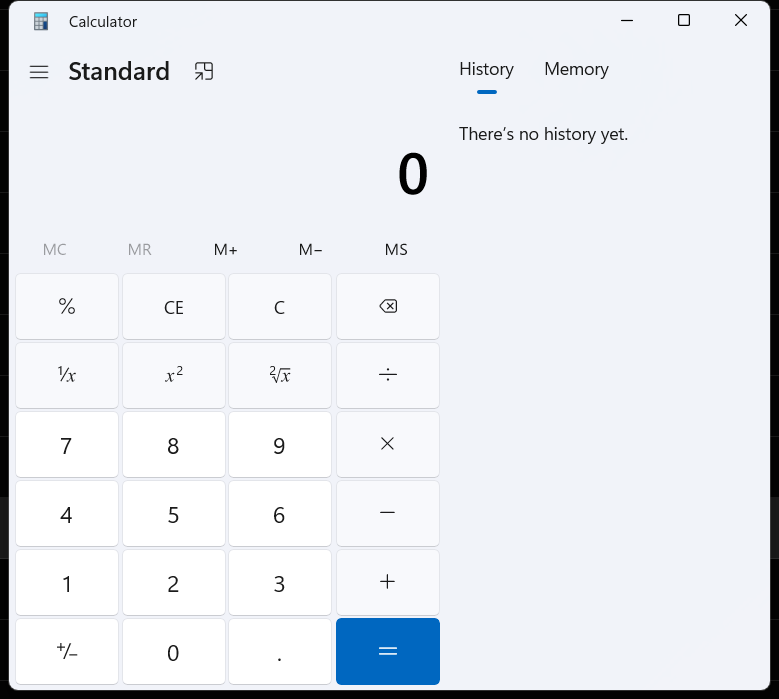 Calculator
Standard
History Memory
There's no history yet.
0
MC MR M+ M− MS
% CE C
¹⁄x x² ²√x ÷
7 8 9 ×
4 5 6 −
1 2 3 +
+/− 0 . =